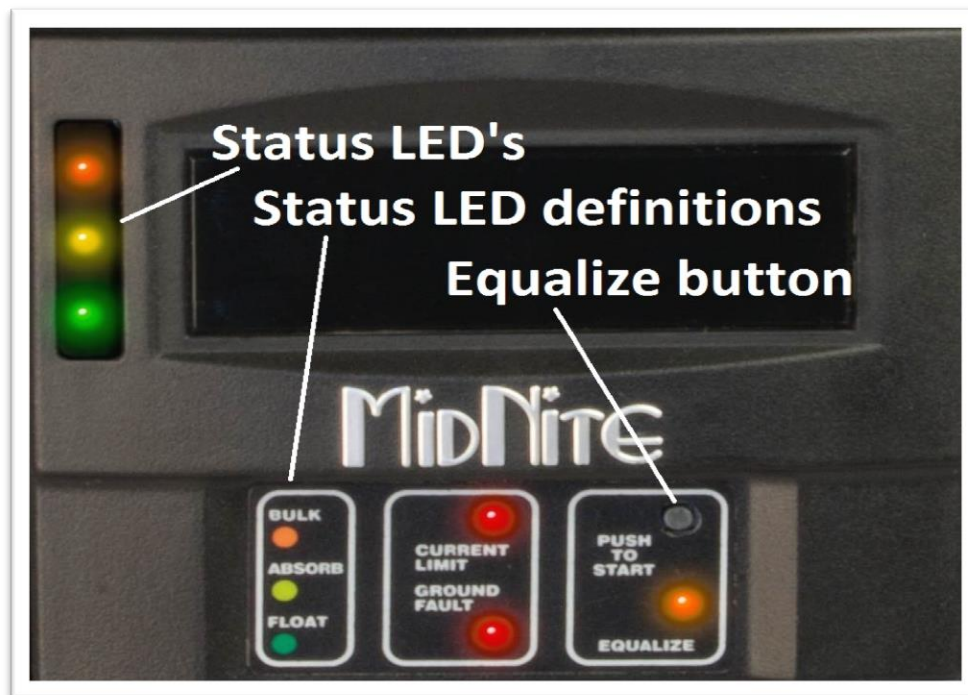 Status LED's
Status LED definitions
Equalize button
MIDNITE
BULK
ABSORB
FLOAT
CURRENT
LIMIT
GROUND
FAULT
PUSH
TO
START
EQUALIZE